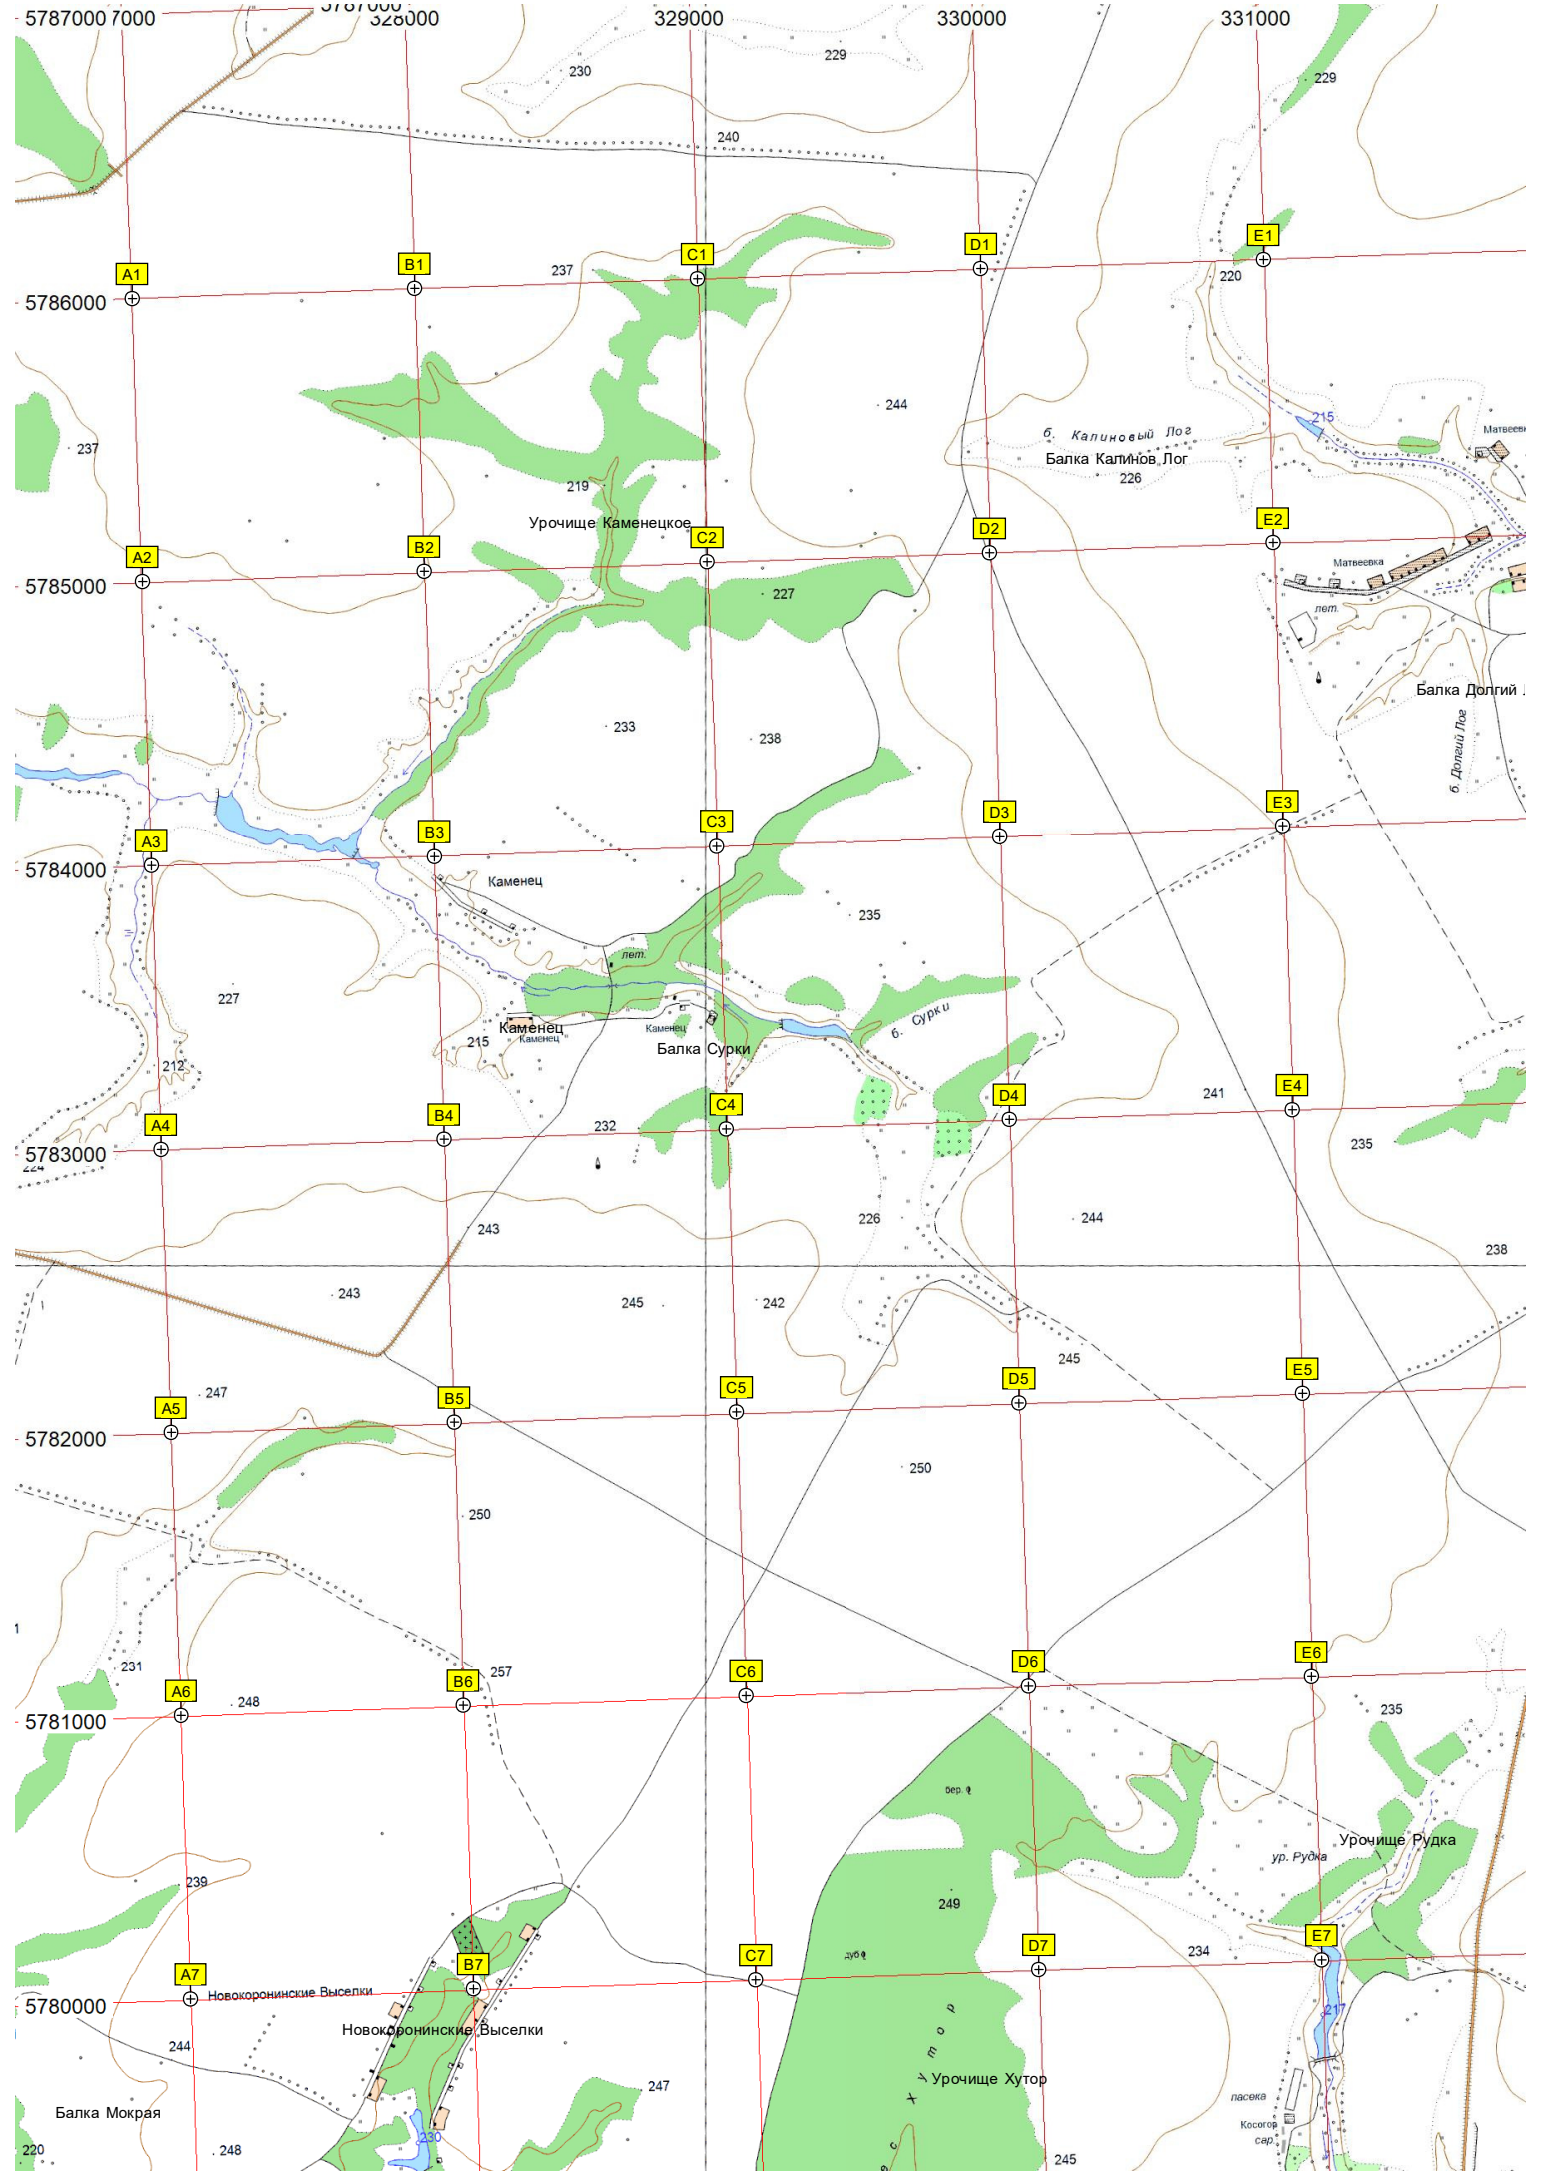 5787000
7000
5787000
328000
329000
330000
331000
230
229
229
240
A1
B1
237
C1
D1
E1
220
5786000
244
215
237
б. Калиновый Лог
Балка Калинов Лог
226
219
Урочище Каменецкое
A2
B2
C2
D2
E2
Матвеевка
5785000
227
лет.
Балка Долгий
233
238
б. Долгий Лог
A3
B3
C3
D3
E3
5784000
Каменец
235
лет.
227
б. Сурки
Каменец
Каменец
Каменец
215
Балка Сурки
212
A4
B4
C4
D4
E4
241
232
235
5783000
224
243
226
244
238
243
245
242
245
247
A5
B5
C5
D5
E5
5782000
250
250
231
257
A6
B6
C6
D6
E6
248
235
5781000
бер.
Урочище Рудка
ур. Рудка
239
249
дуб
234
A7
B7
C7
D7
E7
Новокоронинские Выселки
5780000
217
Новокоронинские Выселки
244
хутор
Урочище Хутор
247
пасека
Балка Мокрая
Косогор
сар.
230
220
248
245